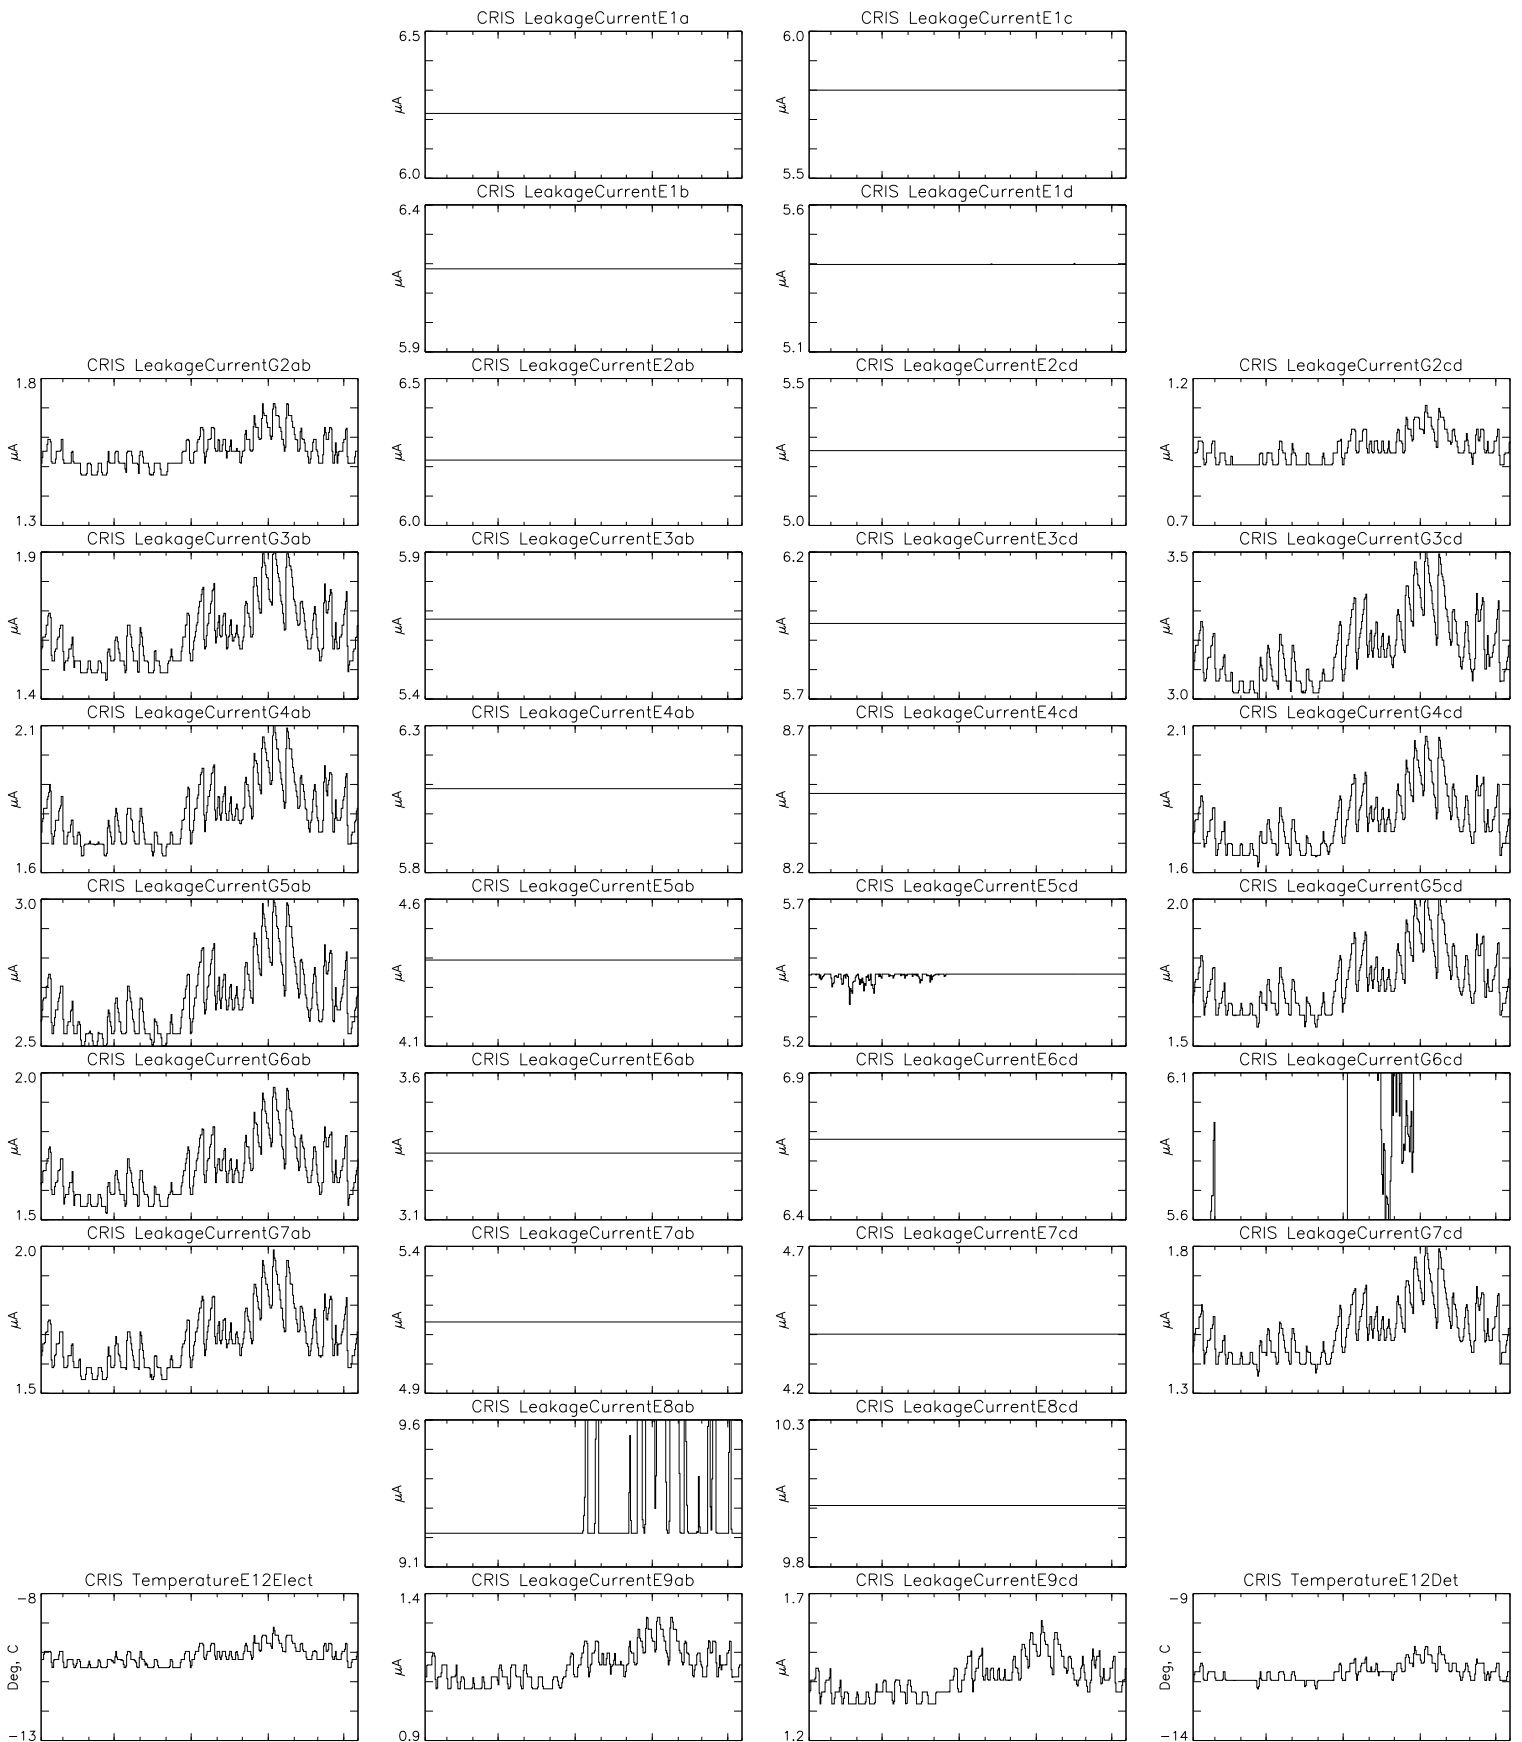 CRIS LeakageCurrentE1a
6.5
μA
6.0
CRIS LeakageCurrentE1c
6.0
μA
5.5
CRIS LeakageCurrentE1b
6.4
μA
5.9
CRIS LeakageCurrentE1d
5.6
μA
5.1
CRIS LeakageCurrentG2ab
1.8
μA
1.3
CRIS LeakageCurrentE2ab
6.5
μA
6.0
CRIS LeakageCurrentE2cd
5.5
μA
5.0
CRIS LeakageCurrentG2cd
1.2
μA
0.7
CRIS LeakageCurrentG3ab
1.9
μA
1.4
CRIS LeakageCurrentE3ab
5.9
μA
5.4
CRIS LeakageCurrentE3cd
6.2
μA
5.7
CRIS LeakageCurrentG3cd
3.5
μA
3.0
CRIS LeakageCurrentG4ab
2.1
μA
1.6
CRIS LeakageCurrentE4ab
6.3
μA
5.8
CRIS LeakageCurrentE4cd
8.7
μA
8.2
CRIS LeakageCurrentG4cd
2.1
μA
1.6
CRIS LeakageCurrentG5ab
3.0
μA
2.5
CRIS LeakageCurrentE5ab
4.6
μA
4.1
CRIS LeakageCurrentE5cd
5.7
μA
5.2
CRIS LeakageCurrentG5cd
2.0
μA
1.5
CRIS LeakageCurrentG6ab
2.0
μA
1.5
CRIS LeakageCurrentE6ab
3.6
μA
3.1
CRIS LeakageCurrentE6cd
6.9
μA
6.4
CRIS LeakageCurrentG6cd
6.1
μA
5.6
CRIS LeakageCurrentG7ab
2.0
μA
1.5
CRIS LeakageCurrentE7ab
5.4
μA
4.9
CRIS LeakageCurrentE7cd
4.7
μA
4.2
CRIS LeakageCurrentG7cd
1.8
μA
1.3
CRIS LeakageCurrentE8ab
9.6
μA
9.1
CRIS LeakageCurrentE8cd
10.3
μA
9.8
CRIS TemperatureE12Elect
-8
Deg, C
-13
CRIS LeakageCurrentE9ab
1.4
μA
0.9
CRIS LeakageCurrentE9cd
1.7
μA
1.2
CRIS TemperatureE12Det
-9
Deg, C
-14